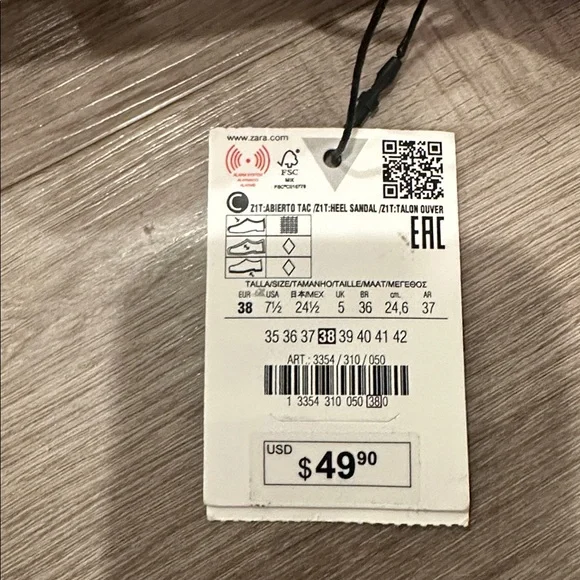 www.zara.com
ALARM SYSTEM
FSC
MIX
C Z1T:ABIERTO TAC /Z1T:HEEL SANDAL /Z1T:TALON OUVER
EAC
TALLA/SIZE/TAMANHO/TAILLE/MAAT/ΜΕΓΕΘΟΣ
EUR USA 日本/MEX UK BR cm. AR
38 7½ 24½ 5 36 24,6 37
35 36 37 38 39 40 41 42
ART.: 3354 / 310 / 050
1 3354 310 050 38 0
USD
$ 49 90